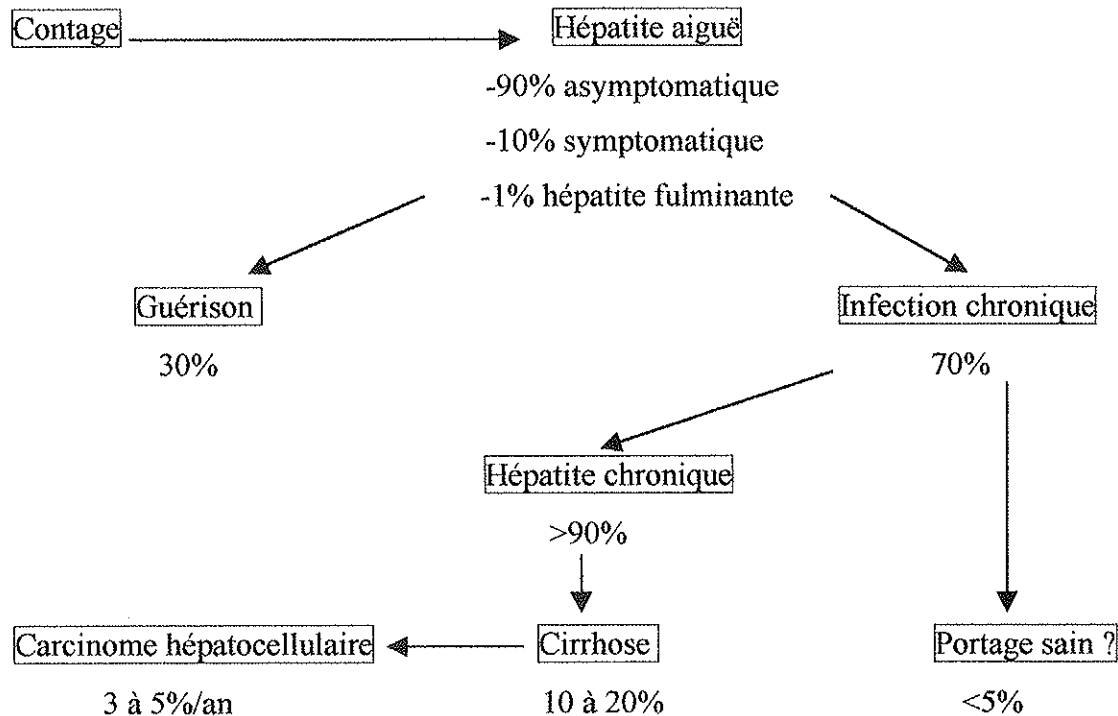 Contage
Hépatite aiguë
-90% asymptomatique
-10% symptomatique
-1% hépatite fulminante
Guérison
Infection chronique
30%
70%
Hépatite chronique
>90%
Carcinome hépatocellulaire
Cirrhose
Portage sain ?
3 à 5%/an
10 à 20%
<5%